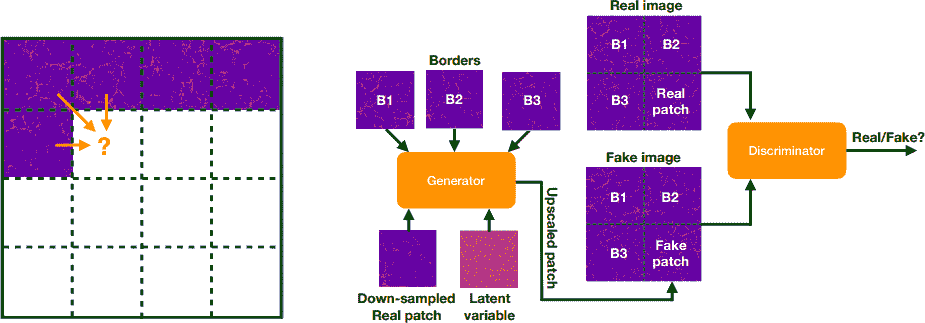 ?
Borders
B1
B2
B3
Generator
Down-sampled
Real patch
Latent
variable
Upscaled patch
Real image
B1 B2
B3 Real
patch
Fake image
B1 B2
B3 Fake
patch
Discriminator
Real/Fake?